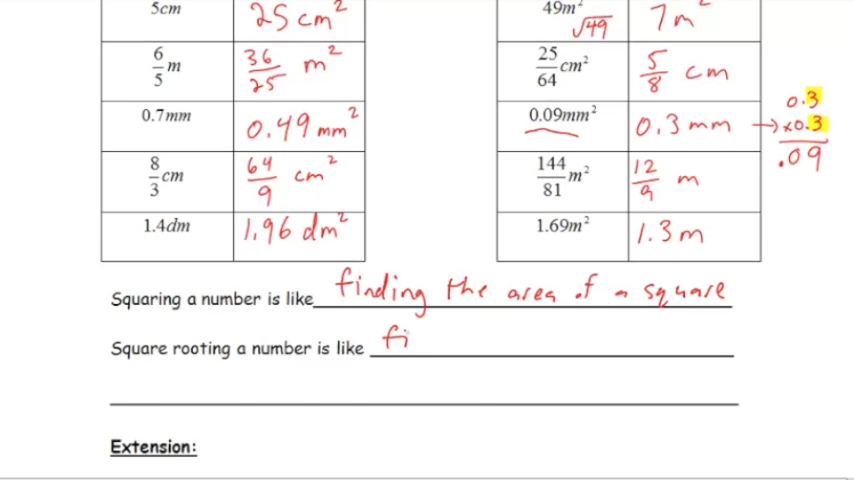 5cm 25 cm² 49m² √49 7m²
6/5 m 36/25 m² 25/64 cm² 5/8 cm
0.3
0.7mm 0.49 mm² 0.09mm² 0.3 mm → x0.3
.09
8/3 cm 64/9 cm² 144/81 m² 12/9 m
1.4dm 1.96 dm² 1.69m² 1.3 m
Squaring a number is like finding the area of a square
Square rooting a number is like fi
Extension: